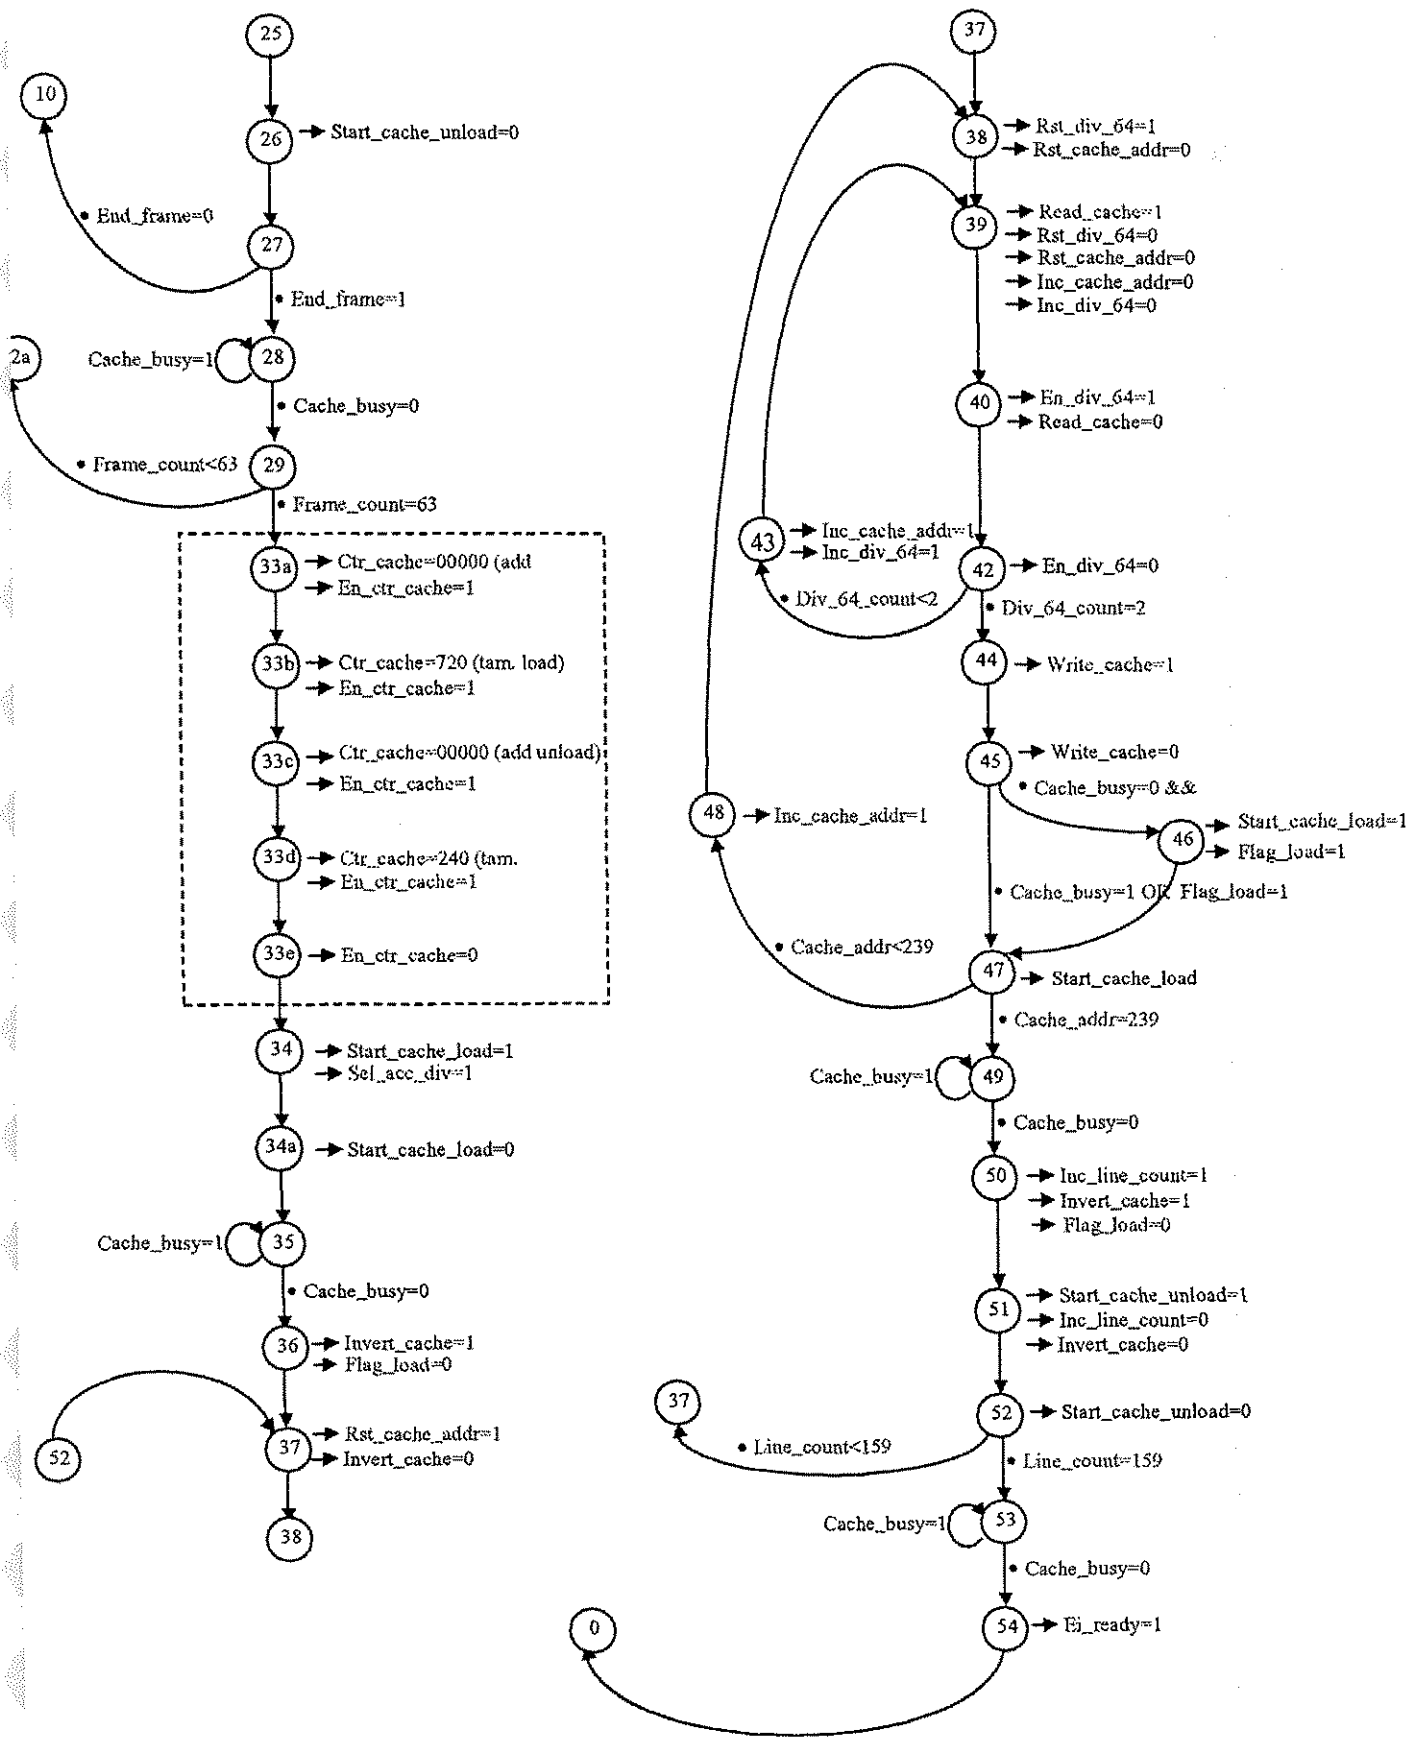 25
10
26
Start_cache_unload=0
End_frame=0
27
End_frame=1
2a
Cache_busy=1
28
Cache_busy=0
Frame_count<63
29
Frame_count=63
33a
Ctr_cache=00000 (add
En_ctr_cache=1
33b
Ctr_cache=720 (tam. load)
En_ctr_cache=1
33c
Ctr_cache=00000 (add unload)
En_ctr_cache=1
33d
Ctr_cache=240 (tam.
En_ctr_cache=1
33e
En_ctr_cache=0
34
Start_cache_load=1
Sel_acc_div=1
34a
Start_cache_load=0
Cache_busy=1
35
Cache_busy=0
36
Invert_cache=1
Flag_load=0
52
37
Rst_cache_addr=1
Invert_cache=0
38
37
38
Rst_div_64=1
Rst_cache_addr=0
39
Read_cache=1
Rst_div_64=0
Rst_cache_addr=0
Inc_cache_addr=0
Inc_div_64=0
40
En_div_64=1
Read_cache=0
43
Inc_cache_addr=1
Inc_div_64=1
42
En_div_64=0
Div_64_count<2
Div_64_count=2
44
Write_cache=1
45
Write_cache=0
Cache_busy=0 &&
46
Start_cache_load=1
Flag_load=1
48
Inc_cache_addr=1
Cache_busy=1 OR Flag_load=1
Cache_addr<239
47
Start_cache_load
Cache_addr=239
Cache_busy=1
49
Cache_busy=0
50
Inc_line_count=1
Invert_cache=1
Flag_load=0
51
Start_cache_unload=1
Inc_line_count=0
Invert_cache=0
37
52
Start_cache_unload=0
Line_count<159
Line_count=159
Cache_busy=1
53
Cache_busy=0
0
54
Ei_ready=1